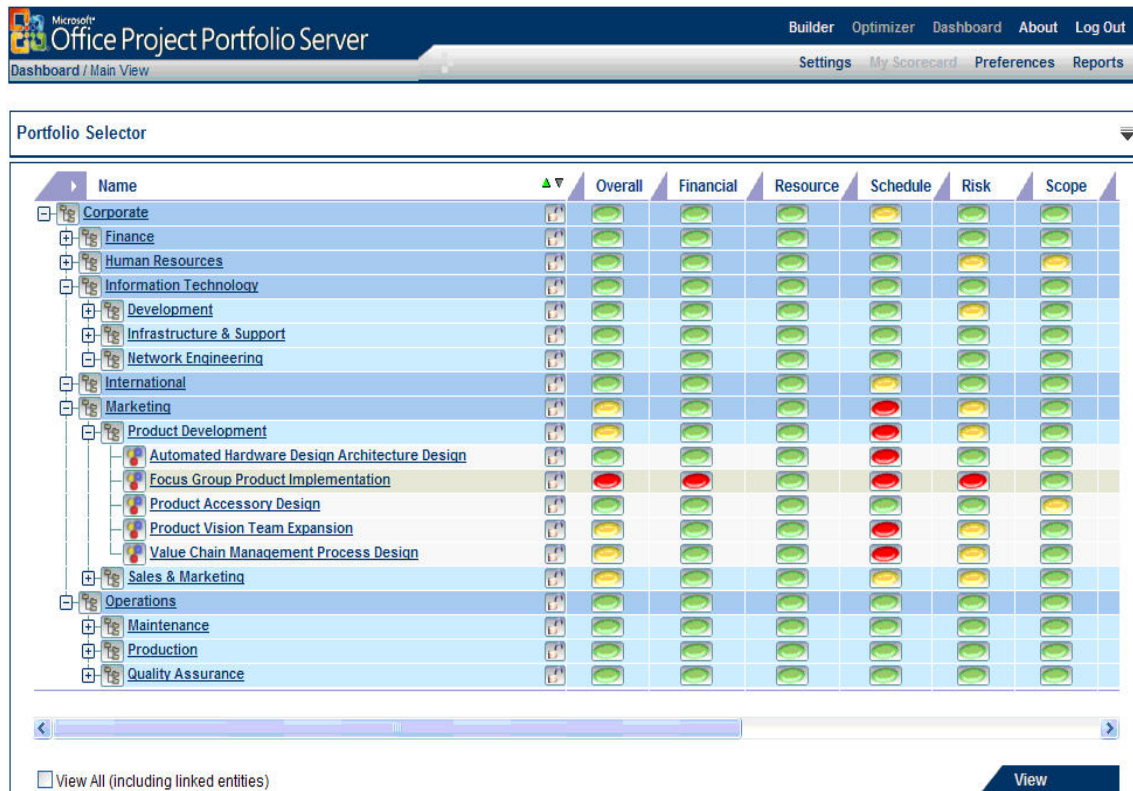 Microsoft®
Office Project Portfolio Server
Builder Optimizer Dashboard About Log Out
Dashboard / Main View
Settings My Scorecard Preferences Reports
Portfolio Selector
Name Overall Financial Resource Schedule Risk Scope
Corporate
Finance
Human Resources
Information Technology
Development
Infrastructure & Support
Network Engineering
International
Marketing
Product Development
Automated Hardware Design Architecture Design
Focus Group Product Implementation
Product Accessory Design
Product Vision Team Expansion
Value Chain Management Process Design
Sales & Marketing
Operations
Maintenance
Production
Quality Assurance
View All (including linked entities)
View